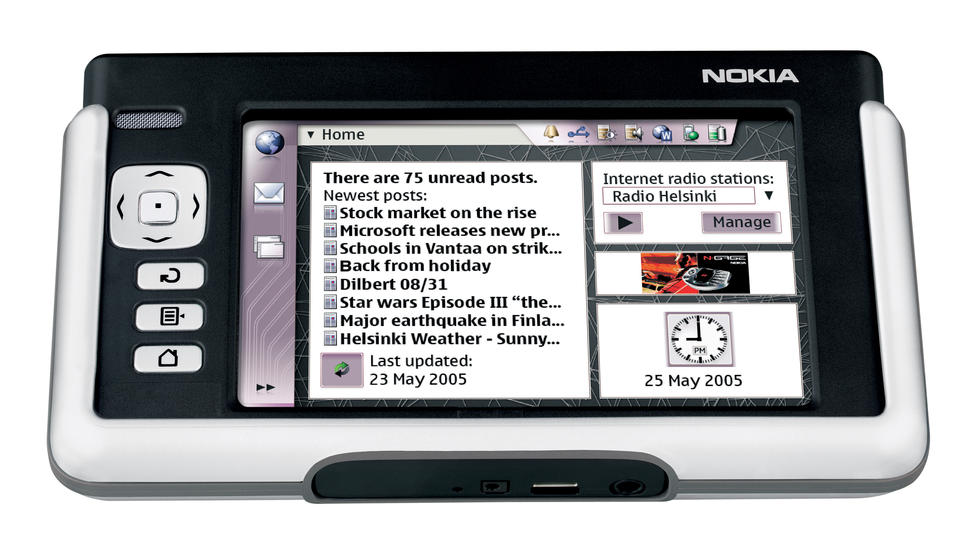 NOKIA
Home
There are 75 unread posts.
Newest posts:
Stock market on the rise
Microsoft releases new pr...
Schools in Vantaa on strik...
Back from holiday
Dilbert 08/31
Star wars Episode III “the...
Major earthquake in Finla...
Helsinki Weather - Sunny...
Last updated:
23 May 2005
Internet radio stations:
Radio Helsinki
Manage
N-GAGE
NOKIA
PM
25 May 2005